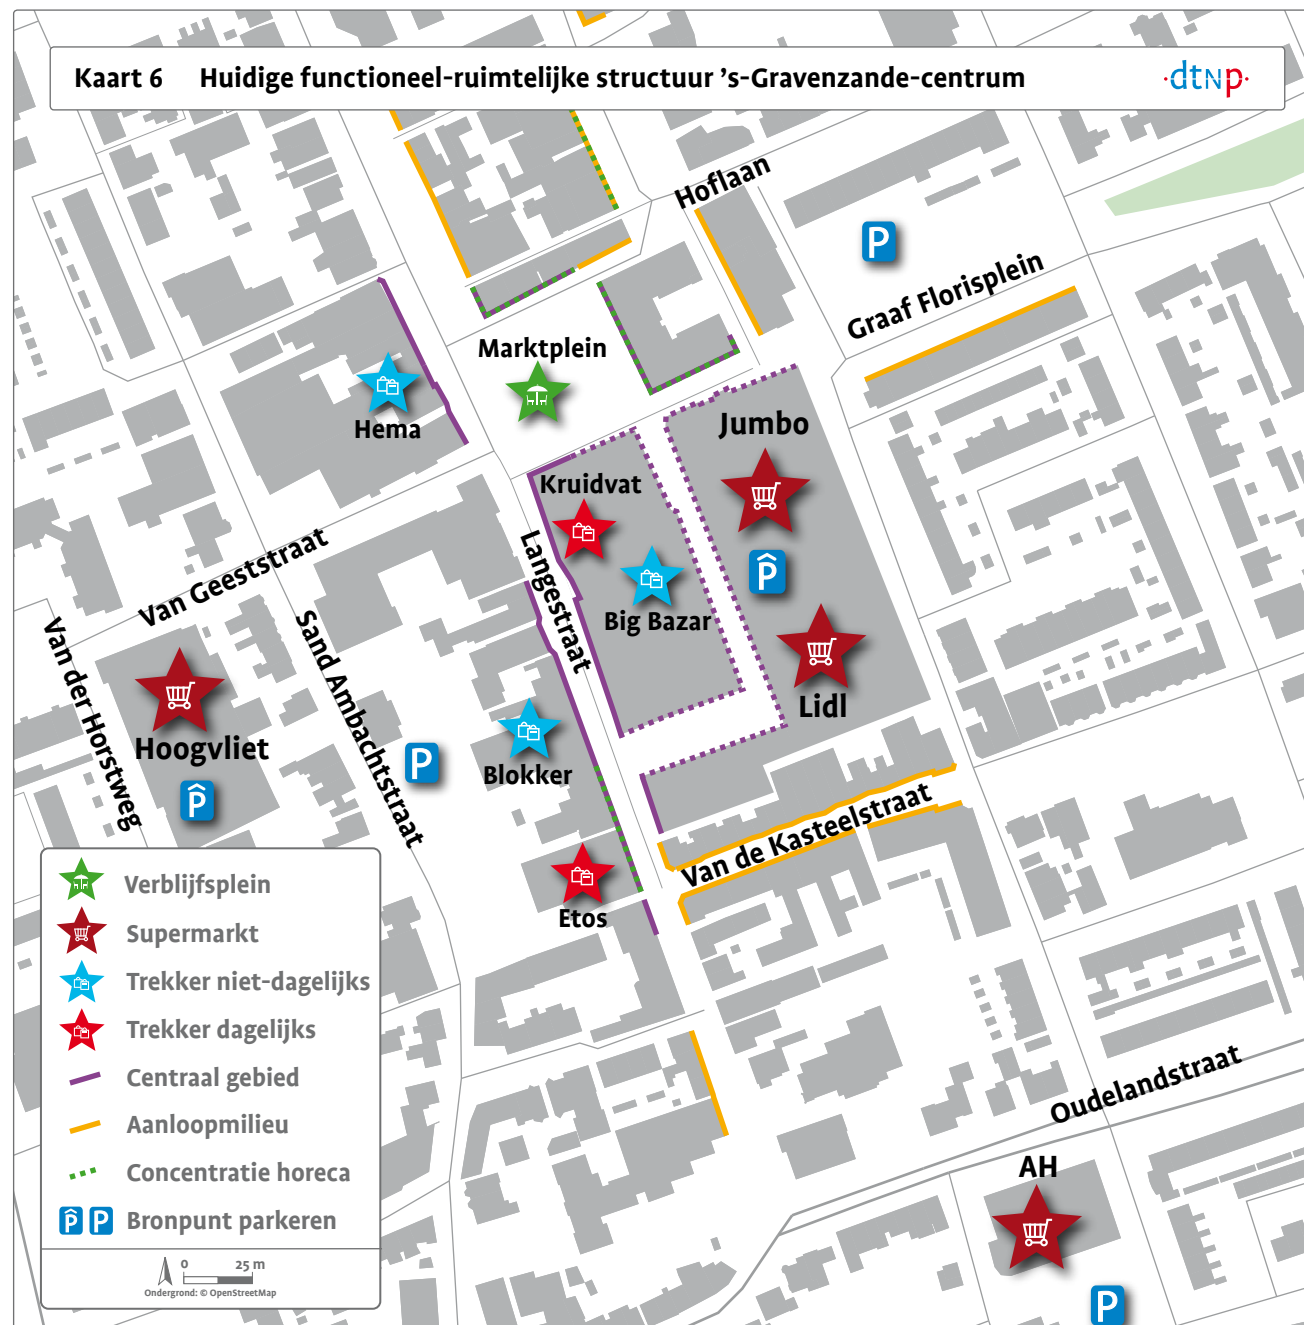 Kaart 6 Huidige functioneel-ruimtelijke structuur ’s-Gravenzande-centrum
·dtNp·
Hoflaan
P
Graaf Florisplein
Marktplein
Hema
Jumbo
Kruidvat
Langestraat
P
Van Geeststraat
Big Bazar
Van der Horstweg
Sand Ambachtstraat
Lidl
Hoogvliet
P
Blokker
P
Van de Kasteelstraat
Etos
Verblijfsplein
Supermarkt
Trekker niet-dagelijks
Trekker dagelijks
Centraal gebied
Aanloopmilieu
Concentratie horeca
P P Bronpunt parkeren
0 25 m
Ondergrond: © OpenStreetMap
Oudelandstraat
AH
P